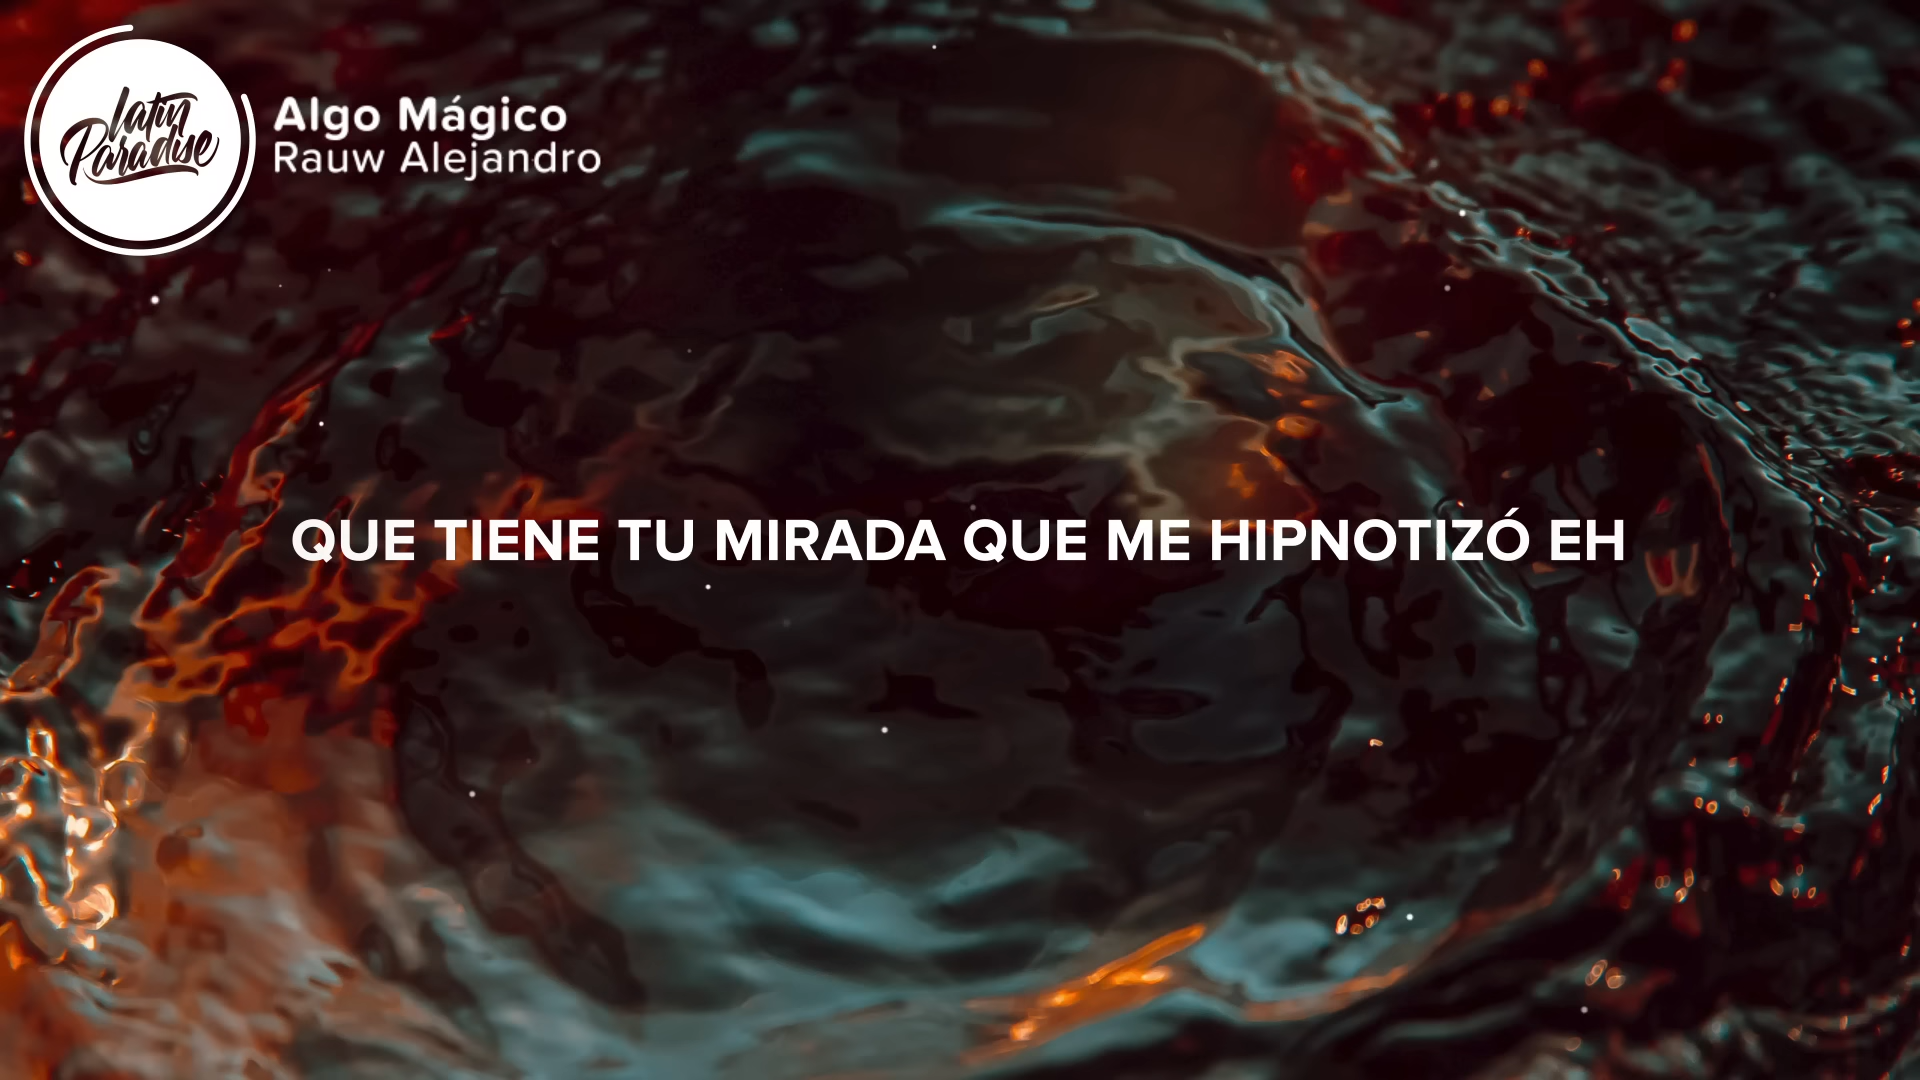 latin
Paradise
Algo Mágico
Rauw Alejandro
QUE TIENE TU MIRADA QUE ME HIPNOTIZÓ EH